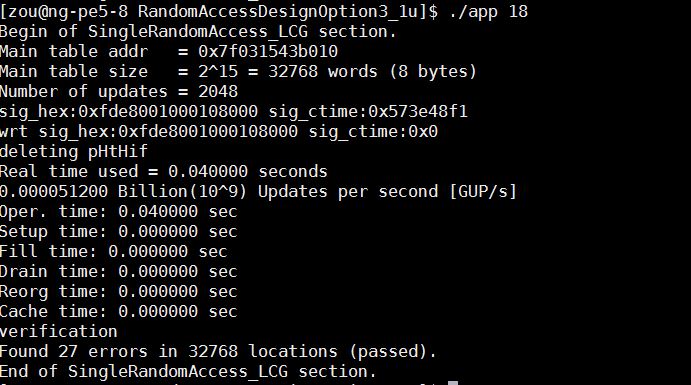 [zou@ng-pe5-8 RandomAccessDesignOption3_1u]$ ./app 18
Begin of SingleRandomAccess_LCG section.
Main table addr   = 0x7f031543b010
Main table size   = 2^15 = 32768 words (8 bytes)
Number of updates = 2048
sig_hex:0xfde8001000108000 sig_ctime:0x573e48f1
wrt sig_hex:0xfde8001000108000 sig_ctime:0x0
deleting pHtHif
Real time used = 0.040000 seconds
0.000051200 Billion(10^9) Updates per second [GUP/s]
Oper. time: 0.040000 sec
Setup time: 0.000000 sec
Fill time: 0.000000 sec
Drain time: 0.000000 sec
Reorg time: 0.000000 sec
Cache time: 0.000000 sec
verification
Found 27 errors in 32768 locations (passed).
End of SingleRandomAccess_LCG section.